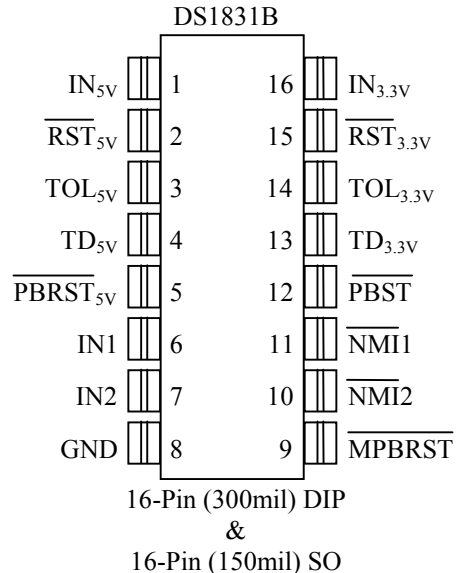 DS1831B
IN5V 1 16 IN3.3V
RST5V 2 15 RST3.3V
TOL5V 3 14 TOL3.3V
TD5V 4 13 TD3.3V
PBRST5V 5 12 PBST
IN1 6 11 NMI1
IN2 7 10 NMI2
GND 8 9 MPBRST
16-Pin (300mil) DIP
&
16-Pin (150mil) SO